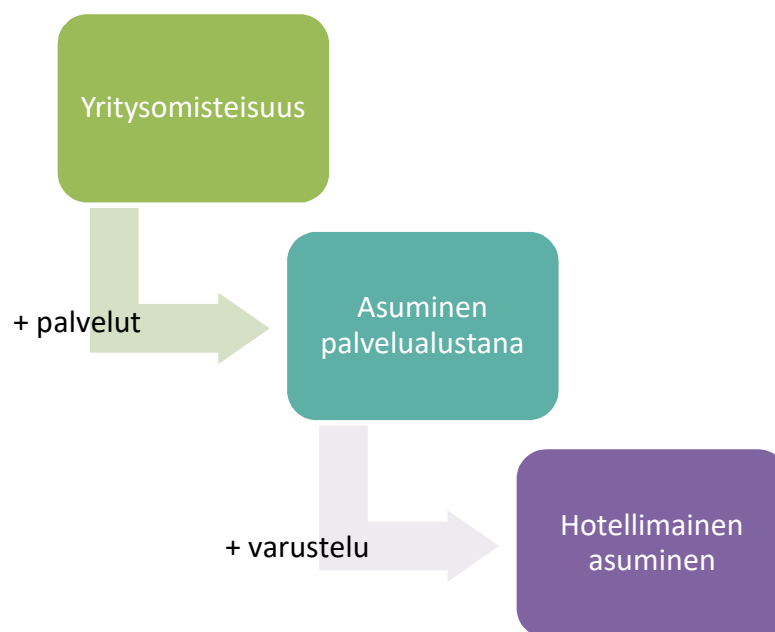 Yritysomisteisuus
+ palvelut
Asuminen
palvelualustana
+ varustelu
Hotellimainen
asuminen